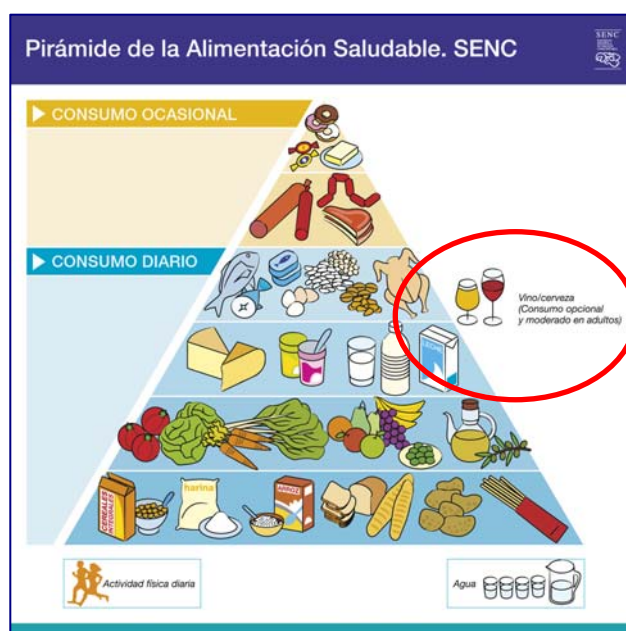 Pirámide de la Alimentación Saludable. SENC
SENC
CONSUMO OCASIONAL
CONSUMO DIARIO
Vino/cerveza
(Consumo opcional
y moderado en adultos)
CEREALES
INTEGRALES
harina
ARROZ
Actividad física diaria
Agua